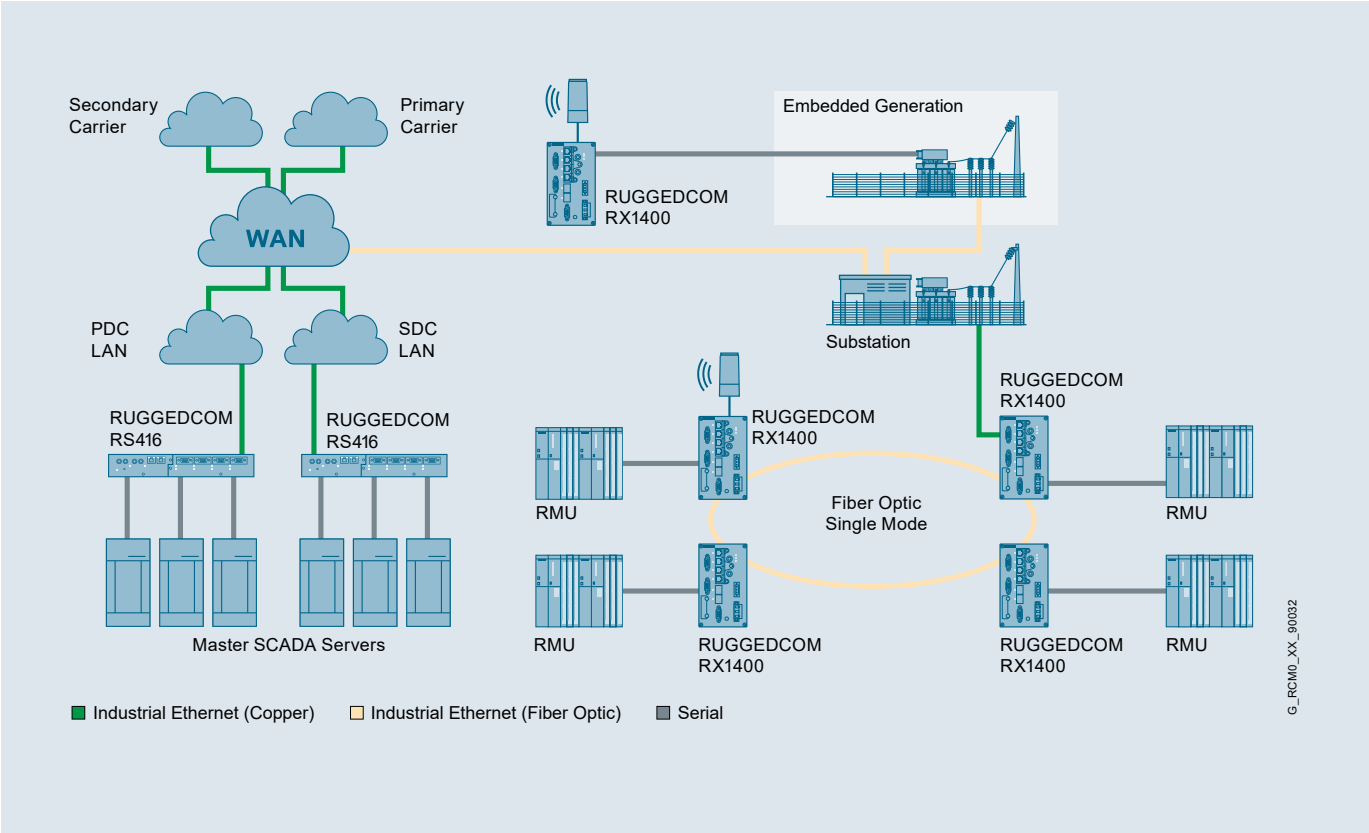 Secondary
Carrier
Primary
Carrier
Embedded Generation
RUGGEDCOM
RX1400
WAN
PDC
LAN
SDC
LAN
Substation
RUGGEDCOM
RX1400
RUGGEDCOM
RS416
RUGGEDCOM
RS416
RUGGEDCOM
RX1400
Fiber Optic
Single Mode
RMU
RMU
Master SCADA Servers
RMU
RUGGEDCOM
RX1400
RUGGEDCOM
RX1400
RMU
G_RCM0_XX_90032
Industrial Ethernet (Copper)
Industrial Ethernet (Fiber Optic)
Serial